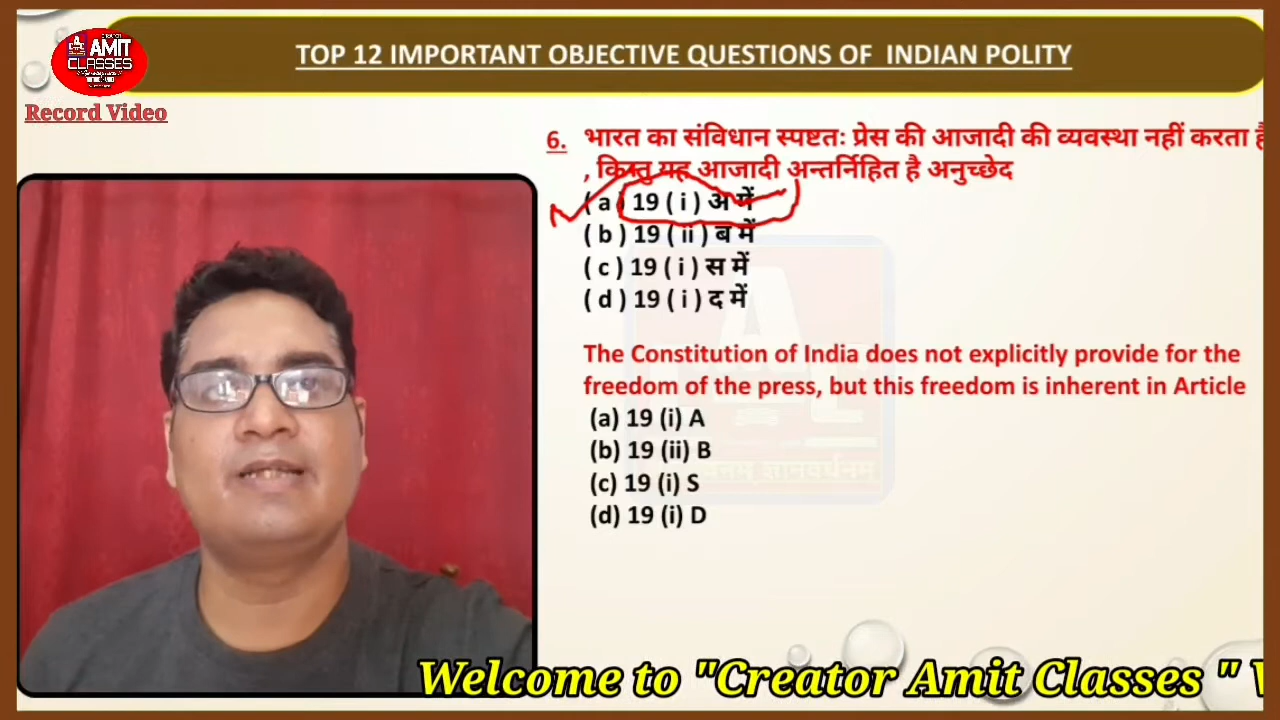 AMIT
CLASSES
Record Video
TOP 12 IMPORTANT OBJECTIVE QUESTIONS OF INDIAN POLITY
6. भारत का संविधान स्पष्टतः प्रेस की आजादी की व्यवस्था नहीं करता है
, किन्तु यह आजादी अन्तर्निहित है अनुच्छेद
( a ) 19 ( i ) अ में
( b ) 19 ( ii ) ब में
( c ) 19 ( i ) स में
( d ) 19 ( i ) द में
The Constitution of India does not explicitly provide for the
freedom of the press, but this freedom is inherent in Article
(a) 19 (i) A
(b) 19 (ii) B
(c) 19 (i) S
(d) 19 (i) D
Welcome to "Creator Amit Classes "